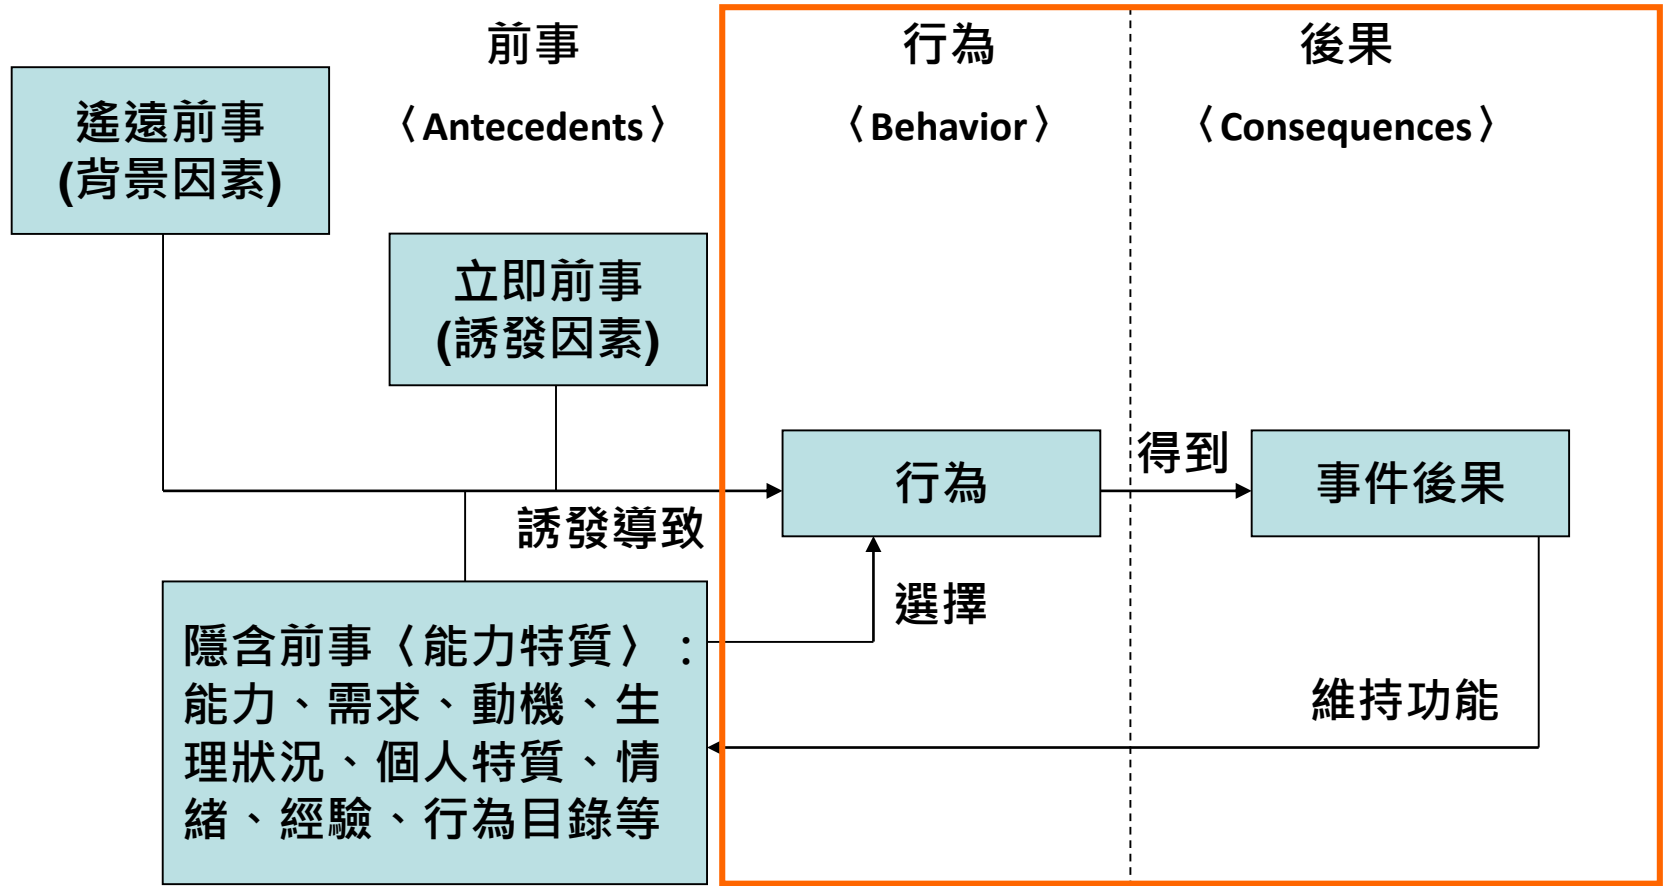 前事
〈Antecedents〉
行為
〈Behavior〉
後果
〈Consequences〉
遙遠前事
(背景因素)
立即前事
(誘發因素)
行為
得到
事件後果
誘發導致
選擇
隱含前事〈能力特質〉：
能力、需求、動機、生
理狀況、個人特質、情
緒、經驗、行為目錄等
維持功能